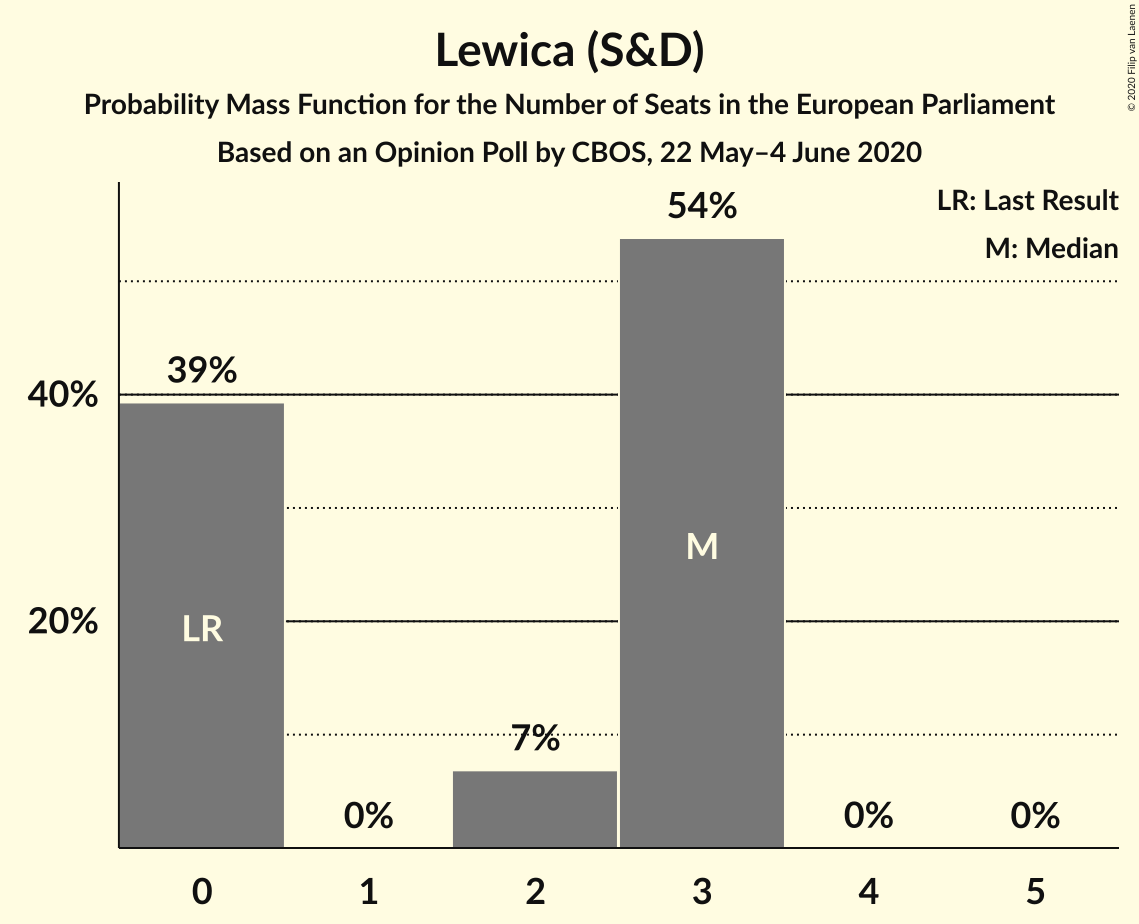 Lewica (S&D)
Probability Mass Function for the Number of Seats in the European Parliament
Based on an Opinion Poll by CBOS, 22 May–4 June 2020
© 2020 Filip van Laenen
LR: Last Result
M: Median
54%
39%
40%
M
20%
LR
7%
0%
0%
0%
0
1
2
3
4
5